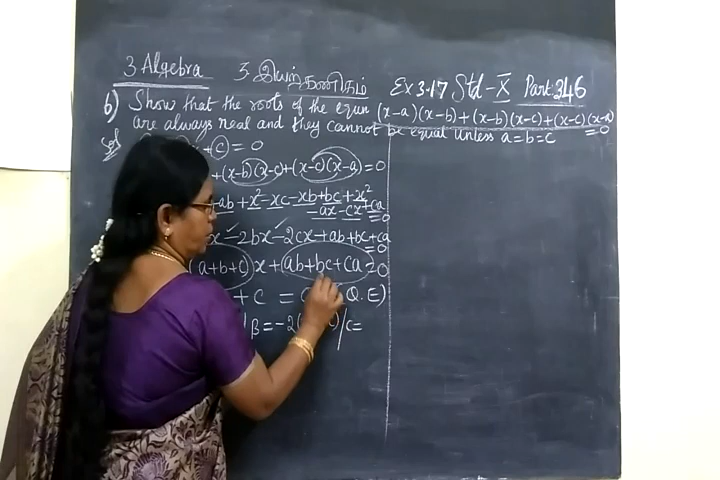 3 Algebra 3. இயற்கணிதம் Ex 3.17 Std - X Part: 346
6) Show that the roots of the equn (x-a)(x-b)+(x-b)(x-c)+(x-c)(x-a)=0
are always real and they cannot be equal unless a=b=c
Sol
+ c = 0
+(x-b)(x-c)+(x-c)(x-a)=0
ab + x² - xc - xb + bc + x² - ax - cx + ca = 0
x - 2bx - 2cx + ab + bc + ca = 0
(a+b+c)x + (ab+bc+ca) = 0
+ c = Q.E)
β = -2 / c =